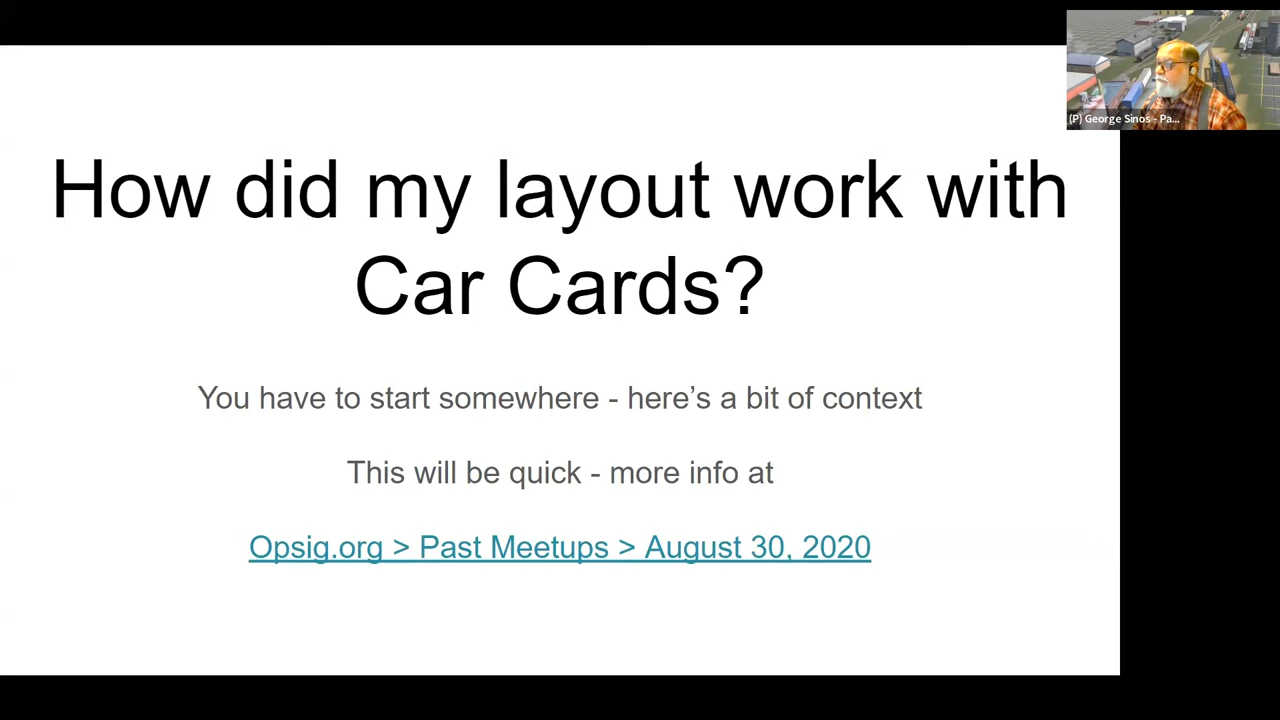 (P) George Sinos - Pa...
How did my layout work with
Car Cards?
You have to start somewhere - here’s a bit of context
This will be quick - more info at
Opsig.org > Past Meetups > August 30, 2020